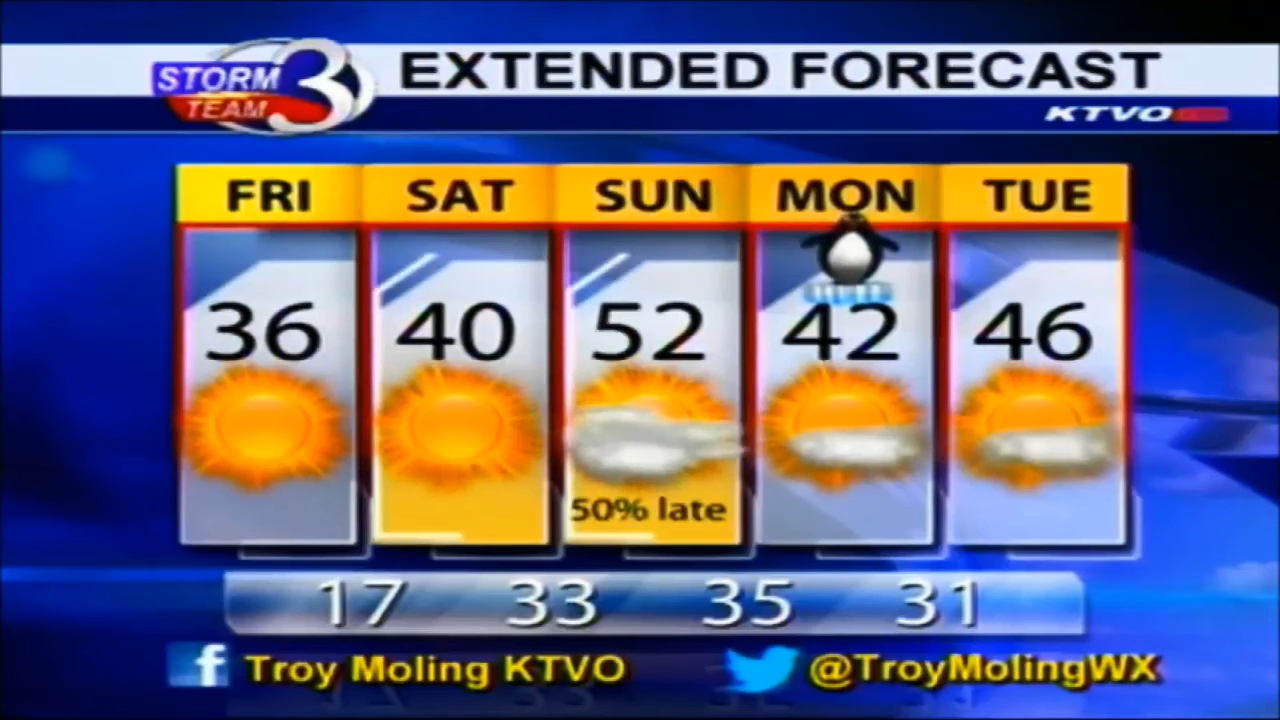 STORM TEAM 3
EXTENDED FORECAST
KTVO
FRI SAT SUN MON TUE
36 40 52 42 46
50% late
17 33 35 31
f Troy Moling KTVO @TroyMolingWX